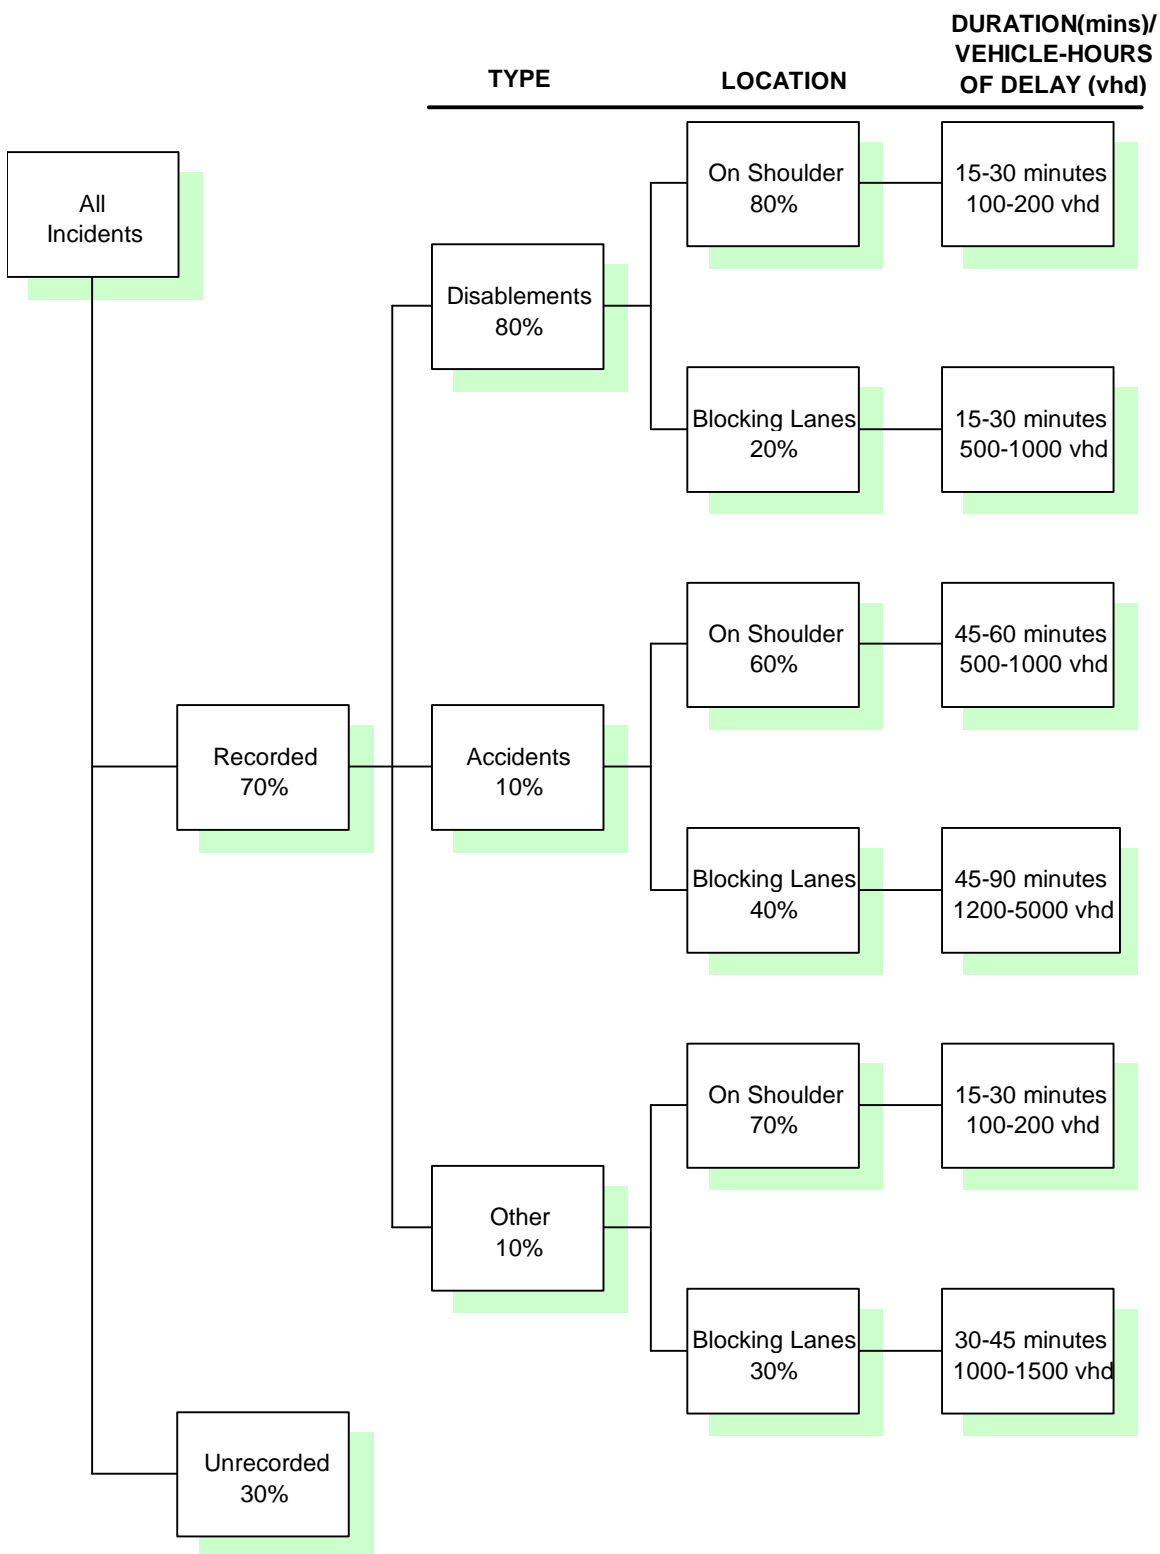 DURATION(mins)/
VEHICLE-HOURS
OF DELAY (vhd)
TYPE
LOCATION
All
Incidents
On Shoulder
80%
15-30 minutes
100-200 vhd
Disablements
80%
Blocking Lanes
20%
15-30 minutes
500-1000 vhd
On Shoulder
60%
45-60 minutes
500-1000 vhd
Recorded
70%
Accidents
10%
Blocking Lanes
40%
45-90 minutes
1200-5000 vhd
On Shoulder
70%
15-30 minutes
100-200 vhd
Other
10%
Blocking Lanes
30%
30-45 minutes
1000-1500 vhd
Unrecorded
30%